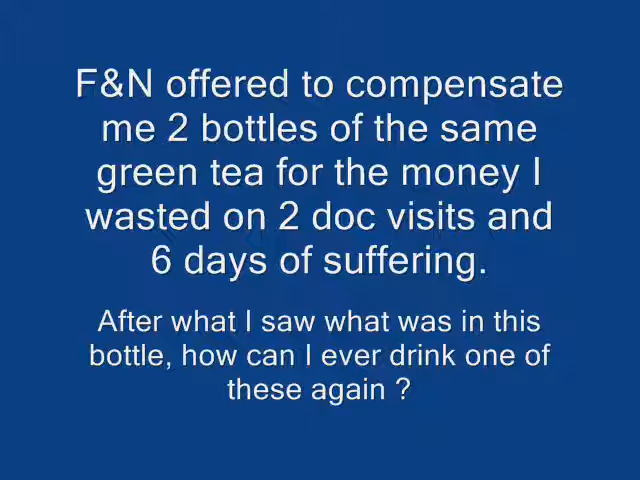 F&N offered to compensate
me 2 bottles of the same
green tea for the money I
wasted on 2 doc visits and
6 days of suffering.
After what I saw what was in this
bottle, how can I ever drink one of
these again ?